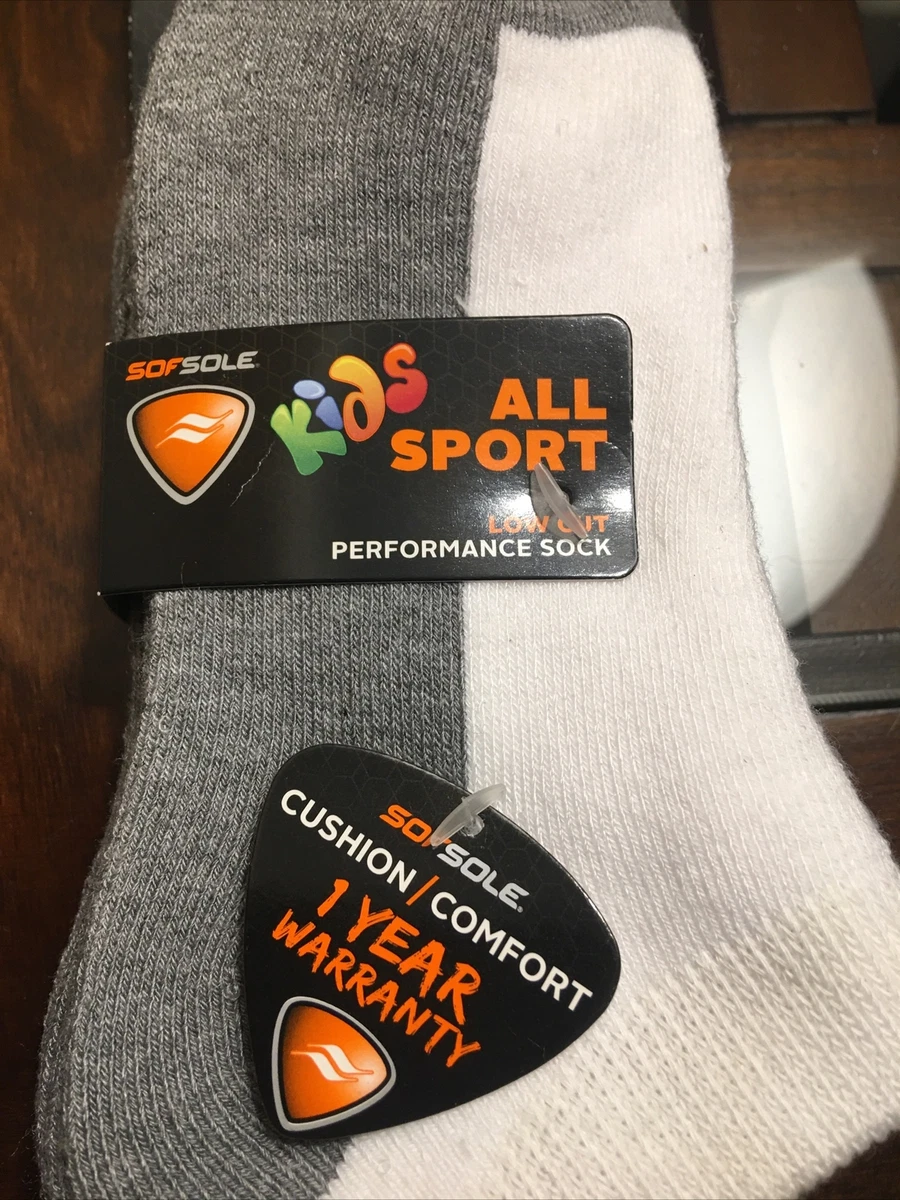 SOFSOLE®
Kids
ALL
SPORT
LOW CUT
PERFORMANCE SOCK
SOFSOLE®
CUSHION/COMFORT
1 YEAR
WARRANTY